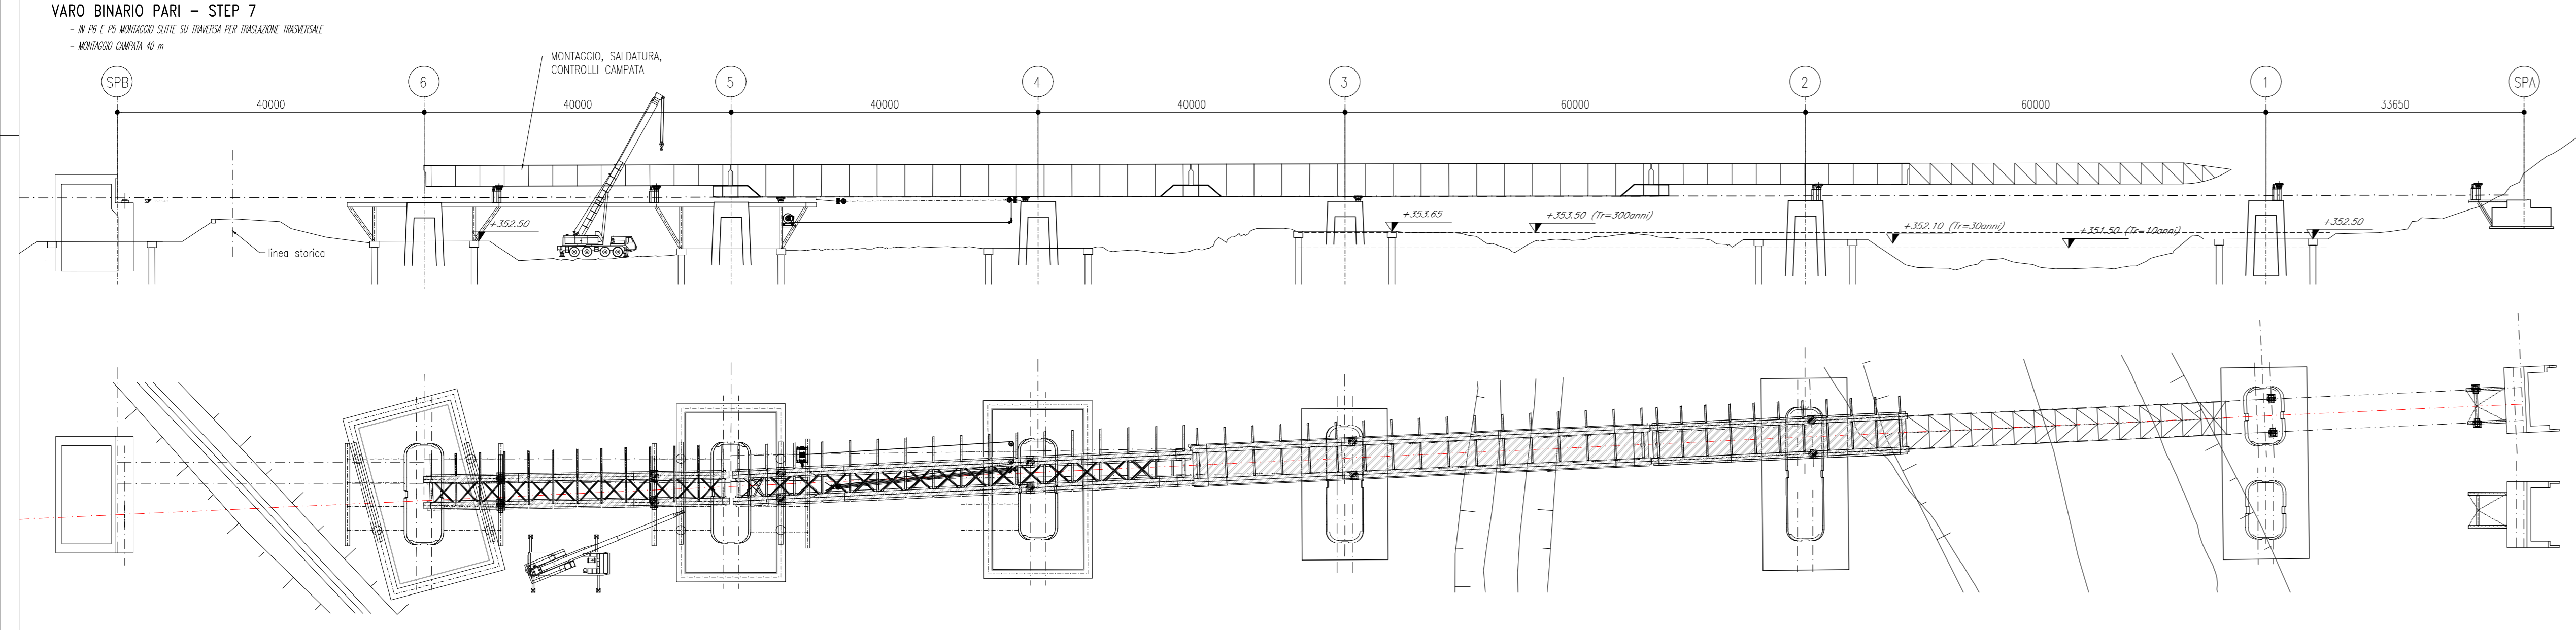 VARO BINARIO PARI - STEP 7
- IN P6 E P5 MONTAGGIO SLITTE SU TRAVERSA PER TRASLAZIONE TRASVERSALE
- MONTAGGIO CAMPATA 40 m
MONTAGGIO, SALDATURA,
CONTROLLI CAMPATA
SPB 6 5 4 3 2 1 SPA
40000 40000 40000 40000 60000 60000 33650
+352.50 +353.65 +353.50 (Tr=300anni) +352.10 (Tr=30anni) +351.50 (Tr=10anni) +352.50
linea storica